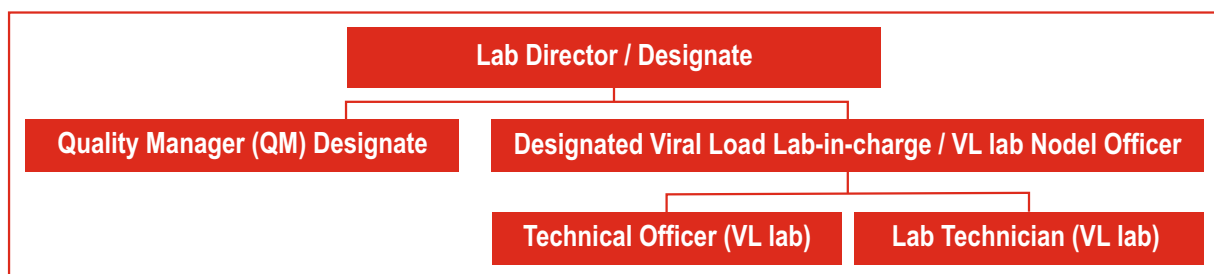 Lab Director / Designate
Quality Manager (QM) Designate
Designated Viral Load Lab-in-charge / VL lab Nodel Officer
Technical Officer (VL lab)
Lab Technician (VL lab)